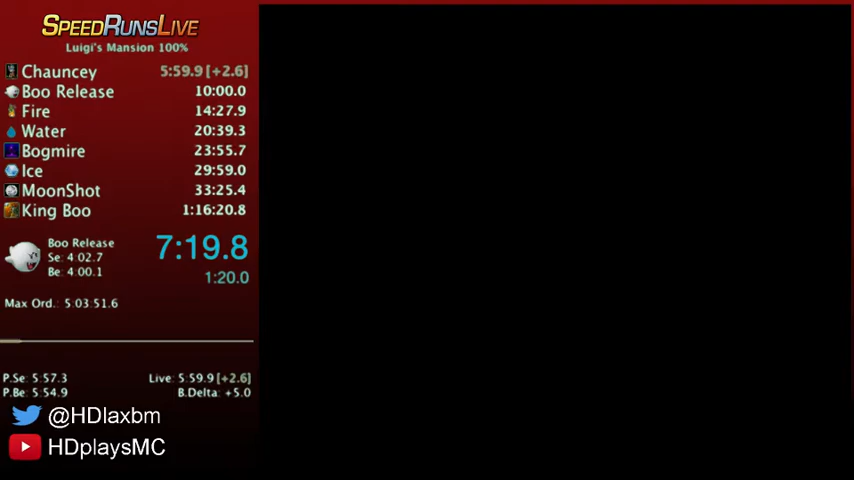 SPEEDRUNSLIVE
Luigi's Mansion 100%
Chauncey 5:59.9 [+2.6]
Boo Release 10:00.0
Fire 14:27.9
Water 20:39.3
Bogmire 23:55.7
Ice 29:59.0
MoonShot 33:25.4
King Boo 1:16:20.8
Boo Release 7:19.8
Se: 4 02.7
Be: 4 00.1 1:20.0
Max Ord.: 5:03:51.6
P.Se: 5:57.3 Live: 5:59.9 [+2.6]
P.Be: 5:54.9 B.Delta: +5.0
@HDlaxbm
HDplaysMC